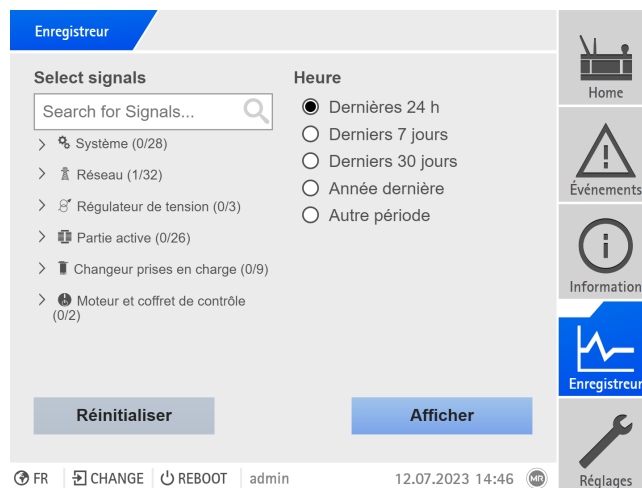 Enregistreur
Select signals
Search for Signals...
Système (0/28)
Réseau (1/32)
Régulateur de tension (0/3)
Partie active (0/26)
Changeur prises en charge (0/9)
Moteur et coffret de contrôle
(0/2)
Heure
Dernières 24 h
Derniers 7 jours
Derniers 30 jours
Année dernière
Autre période
Réinitialiser
Afficher
Home
Événements
Information
Enregistreur
Réglages
FR CHANGE REBOOT admin 12.07.2023 14:46 MR